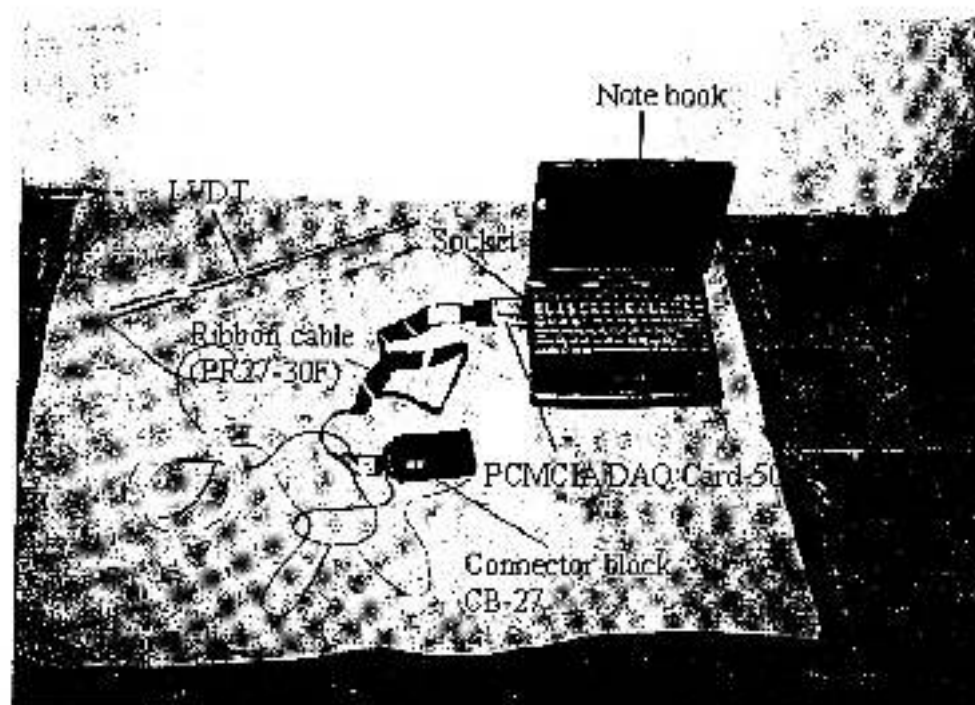 Note book
LVDT
Socket
Ribbon cable
(PR27-30F)
PCMCIA/DAQ Card-50
Connector block
CB-27